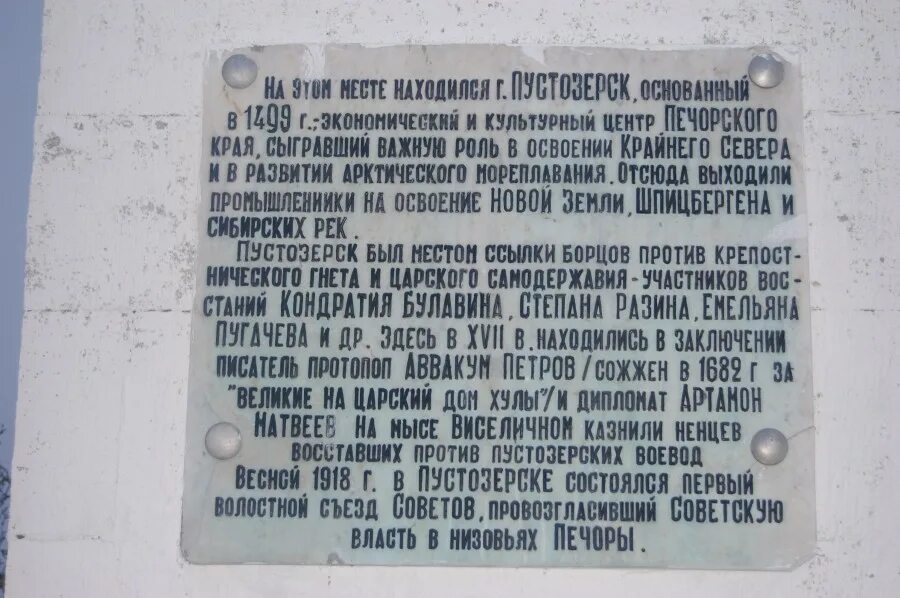 На этом месте находился г. Пустозерск, основанный
в 1499 г.,-экономический и культурный центр Печорского
края, сыгравший важную роль в освоении Крайнего Севера
и в развитии арктического мореплавания. Отсюда выходили
промышленники на освоение Новой Земли, Шпицбергена и
сибирских рек.
Пустозерск был местом ссылки борцов против крепост-
нического гнета и царского самодержавия - участников вос-
станий Кондратия Булавина, Степана Разина, Емельяна
Пугачева и др. Здесь в XVII в. находились в заключении
писатель протопоп Аввакум Петров /сожжен в 1682 г за
"великие на царский дом хулы"/ и дипломат Артамон
Матвеев На мысе Виселичном казнили ненцев
восставших против пустозерских воевод
Весной 1918 г. в Пустозерске состоялся первый
волостной съезд Советов, провозгласивший Советскую
власть в низовьях Печоры.